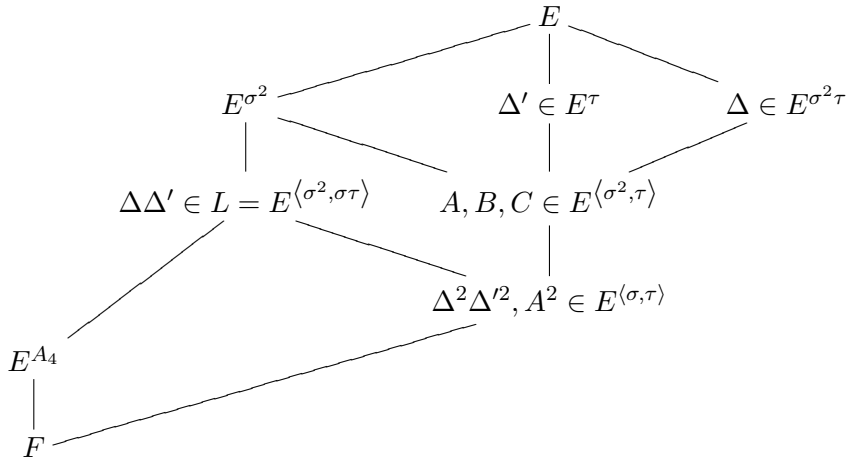 E
E^{σ^2} Δ′ ∈ E^τ Δ ∈ E^{σ^2τ}
ΔΔ′ ∈ L = E^{⟨σ^2,στ⟩} A, B, C ∈ E^{⟨σ^2,τ⟩}
Δ^2Δ′^2, A^2 ∈ E^{⟨σ,τ⟩}
E^{A_4}
F